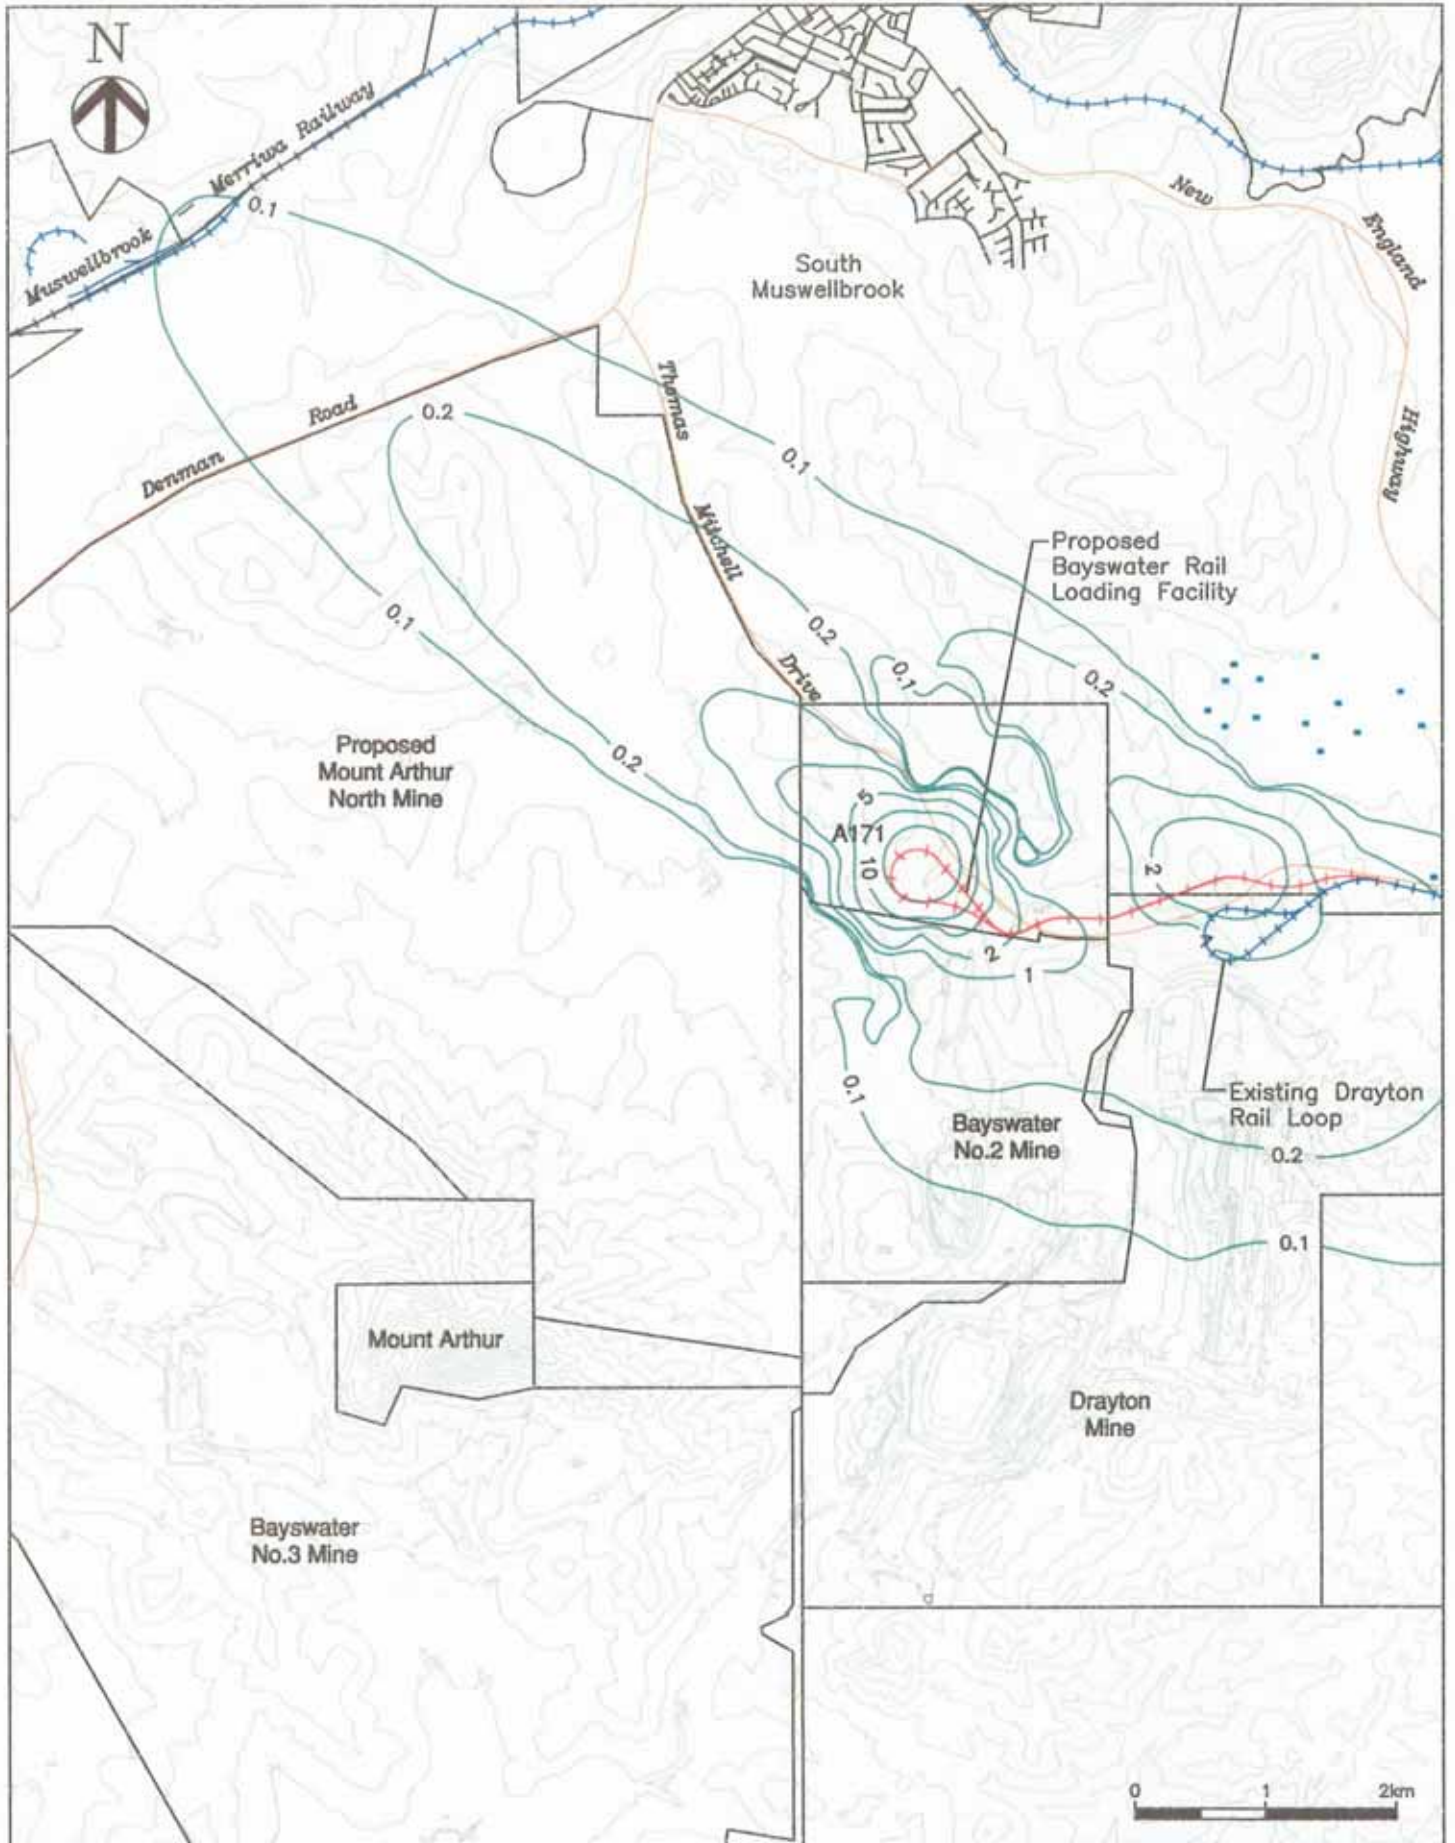 N
Merriwa Railway
Muswellbrook
0.1
New
England
Highway
South
Muswellbrook
Thomas
Mitchell
Drive
Denman
Road
0.2
0.1
0.1
0.2
0.1
0.2
0.2
0.1
Proposed
Bayswater Rail
Loading Facility
Proposed
Mount Arthur
North Mine
5
A171
10
2
2
1
1
0.1
Existing Drayton
Rail Loop
Bayswater
No.2 Mine
0.2
0.1
Mount Arthur
Drayton
Mine
Bayswater
No.3 Mine
0 1 2km